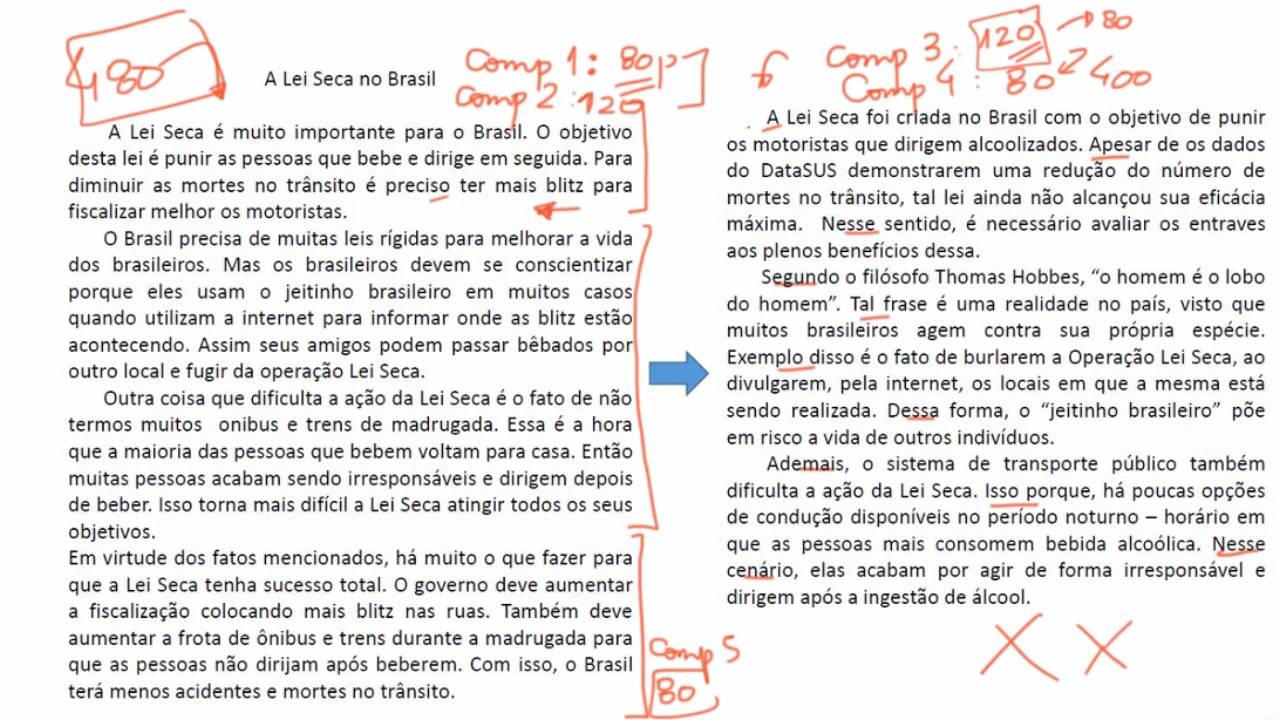 480
A Lei Seca no Brasil
Comp 1: 80p
Comp 2: 120
A Lei Seca é muito importante para o Brasil. O objetivo
desta lei é punir as pessoas que bebe e dirige em seguida. Para
diminuir as mortes no trânsito é preciso ter mais blitz para
fiscalizar melhor os motoristas.
O Brasil precisa de muitas leis rígidas para melhorar a vida
dos brasileiros. Mas os brasileiros devem se conscientizar
porque eles usam o jeitinho brasileiro em muitos casos
quando utilizam a internet para informar onde as blitz estão
acontecendo. Assim seus amigos podem passar bêbados por
outro local e fugir da operação Lei Seca.
Outra coisa que dificulta a ação da Lei Seca é o fato de não
termos muitos onibus e trens de madrugada. Essa é a hora
que a maioria das pessoas que bebem voltam para casa. Então
muitas pessoas acabam sendo irresponsáveis e dirigem depois
de beber. Isso torna mais difícil a Lei Seca atingir todos os seus
objetivos.
Em virtude dos fatos mencionados, há muito o que fazer para
que a Lei Seca tenha sucesso total. O governo deve aumentar
a fiscalização colocando mais blitz nas ruas. Também deve
aumentar a frota de ônibus e trens durante a madrugada para
que as pessoas não dirijam após beberem. Com isso, o Brasil
terá menos acidentes e mortes no trânsito.
Comp 5
80
Comp 3: 120 80
Comp 4: 80 400
A Lei Seca foi criada no Brasil com o objetivo de punir
os motoristas que dirigem alcoolizados. Apesar de os dados
do DataSUS demonstrarem uma redução do número de
mortes no trânsito, tal lei ainda não alcançou sua eficácia
máxima. Nesse sentido, é necessário avaliar os entraves
aos plenos benefícios dessa.
Segundo o filósofo Thomas Hobbes, “o homem é o lobo
do homem”. Tal frase é uma realidade no país, visto que
muitos brasileiros agem contra sua própria espécie.
Exemplo disso é o fato de burlarem a Operação Lei Seca, ao
divulgarem, pela internet, os locais em que a mesma está
sendo realizada. Dessa forma, o “jeitinho brasileiro” põe
em risco a vida de outros indivíduos.
Ademais, o sistema de transporte público também
dificulta a ação da Lei Seca. Isso porque, há poucas opções
de condução disponíveis no período noturno – horário em
que as pessoas mais consomem bebida alcoólica. Nesse
cenário, elas acabam por agir de forma irresponsável e
dirigem após a ingestão de álcool.